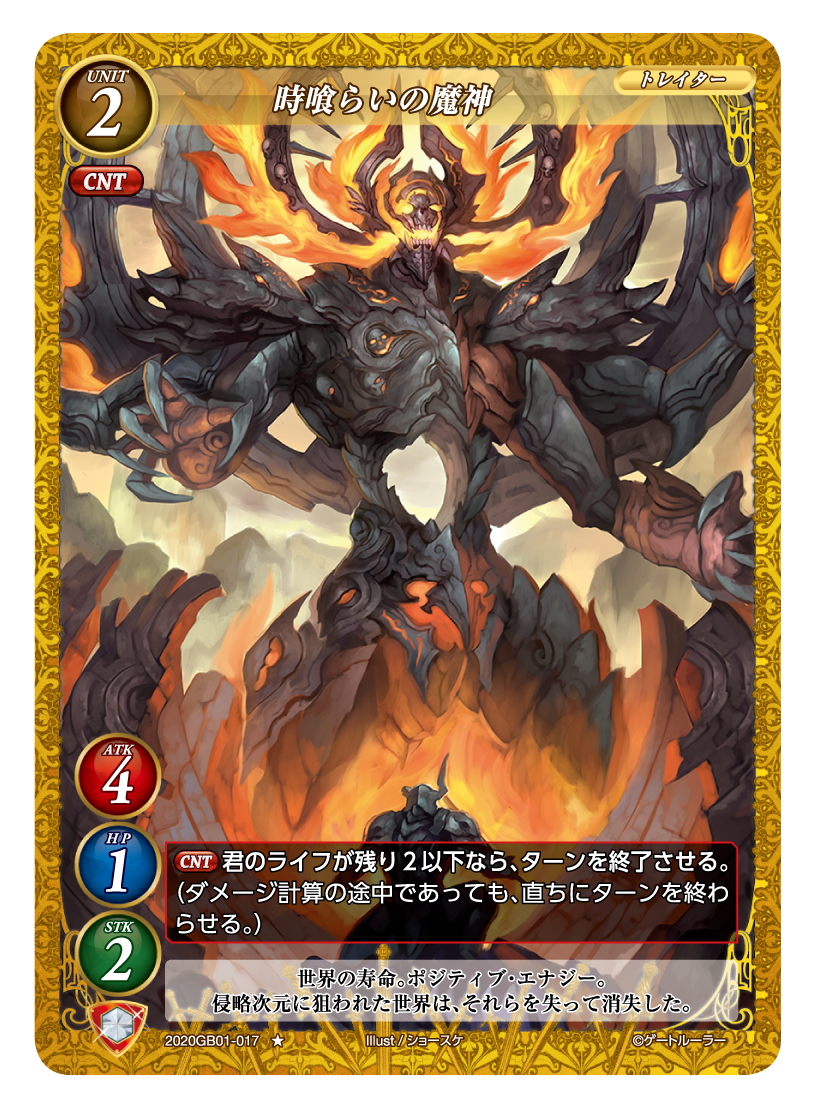 UNIT
2
時喰らいの魔神
トレイター
CNT
ATK
4
HP
1
STK
2
CNT 君のライフが残り2以下なら、ターンを終了させる。
(ダメージ計算の途中であっても、直ちにターンを終わ
らせる。)
世界の寿命。ポジティブ・エナジー。
侵略次元に狙われた世界は、それらを失って消失した。
2020GB01-017 ★ Illust/ショースケ ©ゲートルーラー